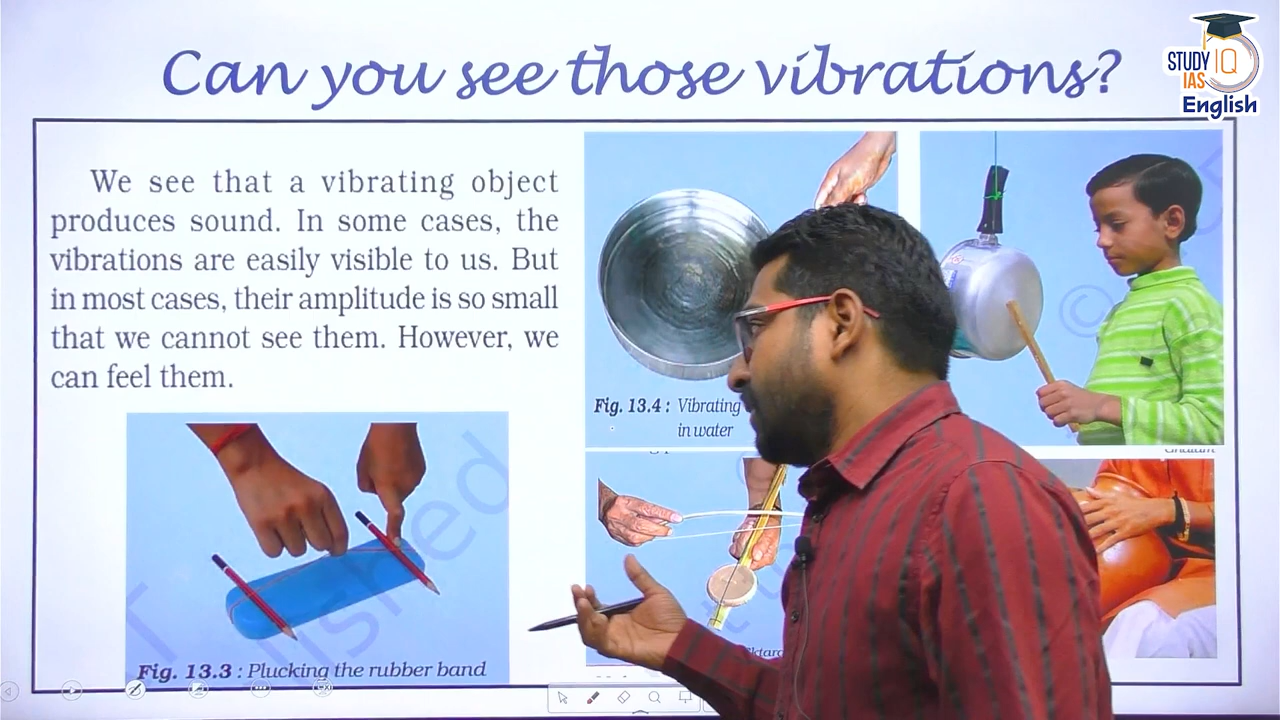 Can you see those vibrations?
STUDY IQ
IAS
English
We see that a vibrating object
produces sound. In some cases, the
vibrations are easily visible to us. But
in most cases, their amplitude is so small
that we cannot see them. However, we
can feel them.
Fig. 13.3 : Plucking the rubber band
Fig. 13.4 : Vibrating
in water